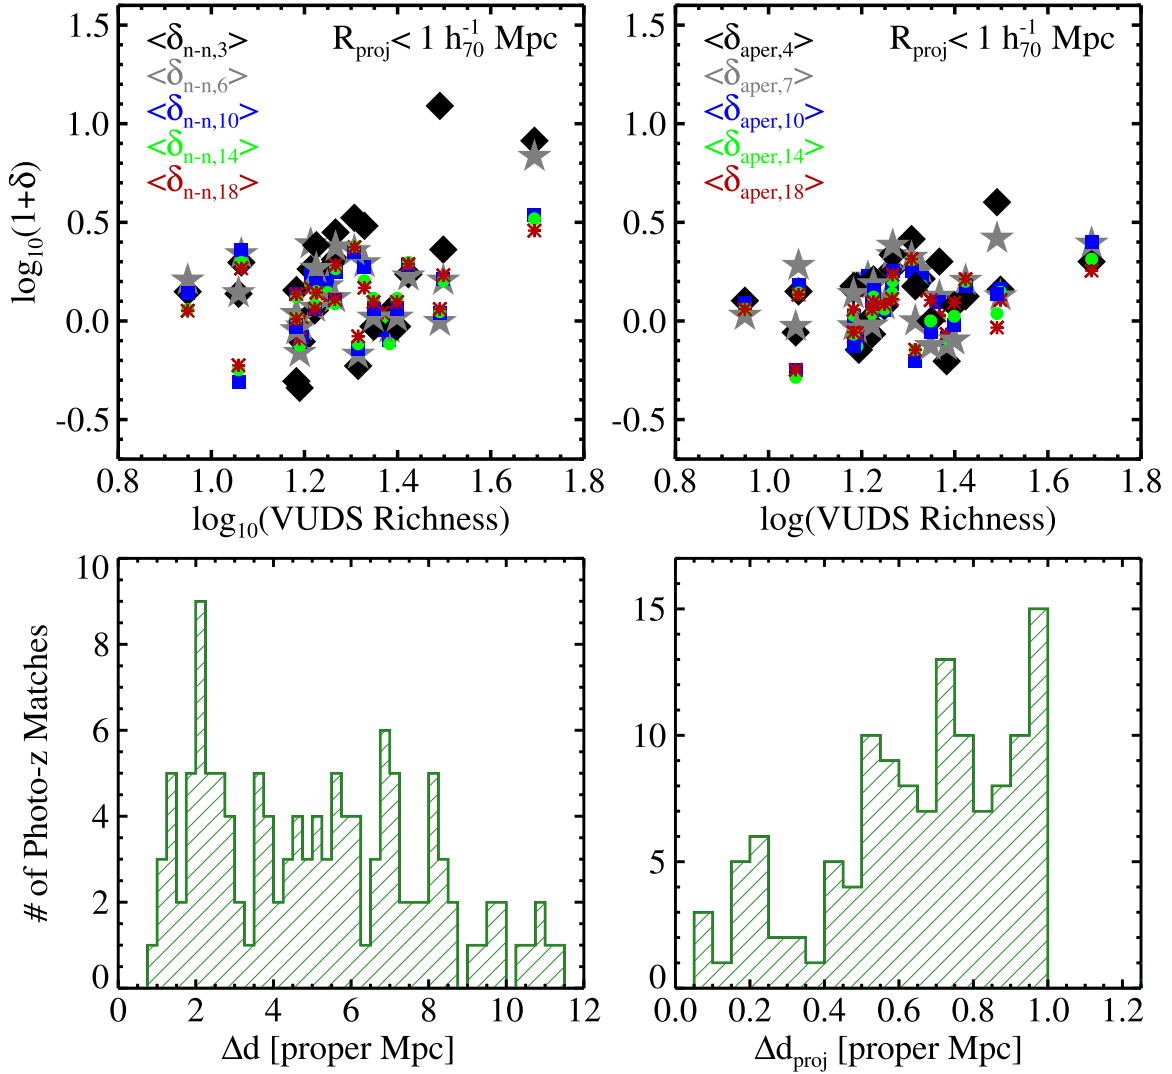 <δn-n,3> Rproj< 1 h70^-1 Mpc
<δn-n,6>
<δn-n,10>
<δn-n,14>
<δn-n,18>
1.5
1.0
0.5
0.0
-0.5
log10(1+δ)
0.8 1.0 1.2 1.4 1.6 1.8
log10(VUDS Richness)
<δaper,4> Rproj< 1 h70^-1 Mpc
<δaper,7>
<δaper,10>
<δaper,14>
<δaper,18>
1.5
1.0
0.5
0.0
-0.5
0.8 1.0 1.2 1.4 1.6 1.8
log(VUDS Richness)
10
8
6
4
2
0
# of Photo-z Matches
0 2 4 6 8 10 12
Δd [proper Mpc]
15
10
5
0
0.0 0.2 0.4 0.6 0.8 1.0 1.2
Δdproj [proper Mpc]